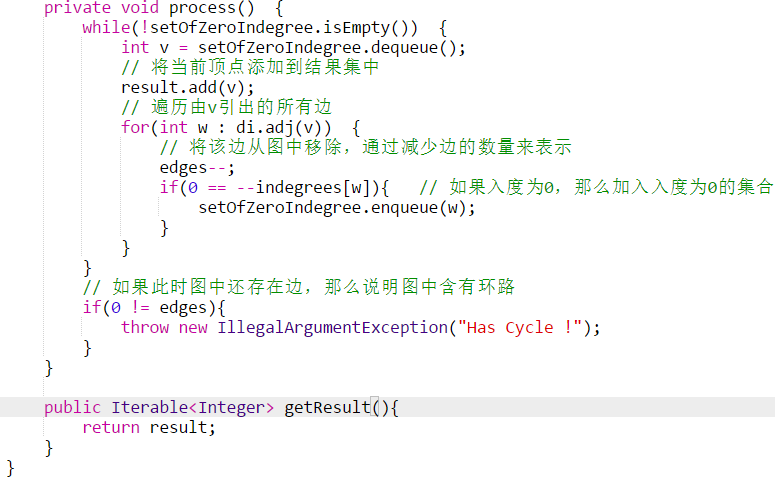 private void process()  {
while(!setOfZeroIndegree.isEmpty())  {
int v = setOfZeroIndegree.dequeue();
// 将当前顶点添加到结果集中
result.add(v);
// 遍历由v引出的所有边
for(int w : di.adj(v))  {
// 将该边从图中移除，通过减少边的数量来表示
edges--;
if(0 == --indegrees[w]){   // 如果入度为0，那么加入入度为0的集合
setOfZeroIndegree.enqueue(w);
}
}
}
// 如果此时图中还存在边，那么说明图中含有环路
if(0 != edges){
throw new IllegalArgumentException("Has Cycle !");
}
}
public Iterable<Integer> getResult(){
return result;
}
}